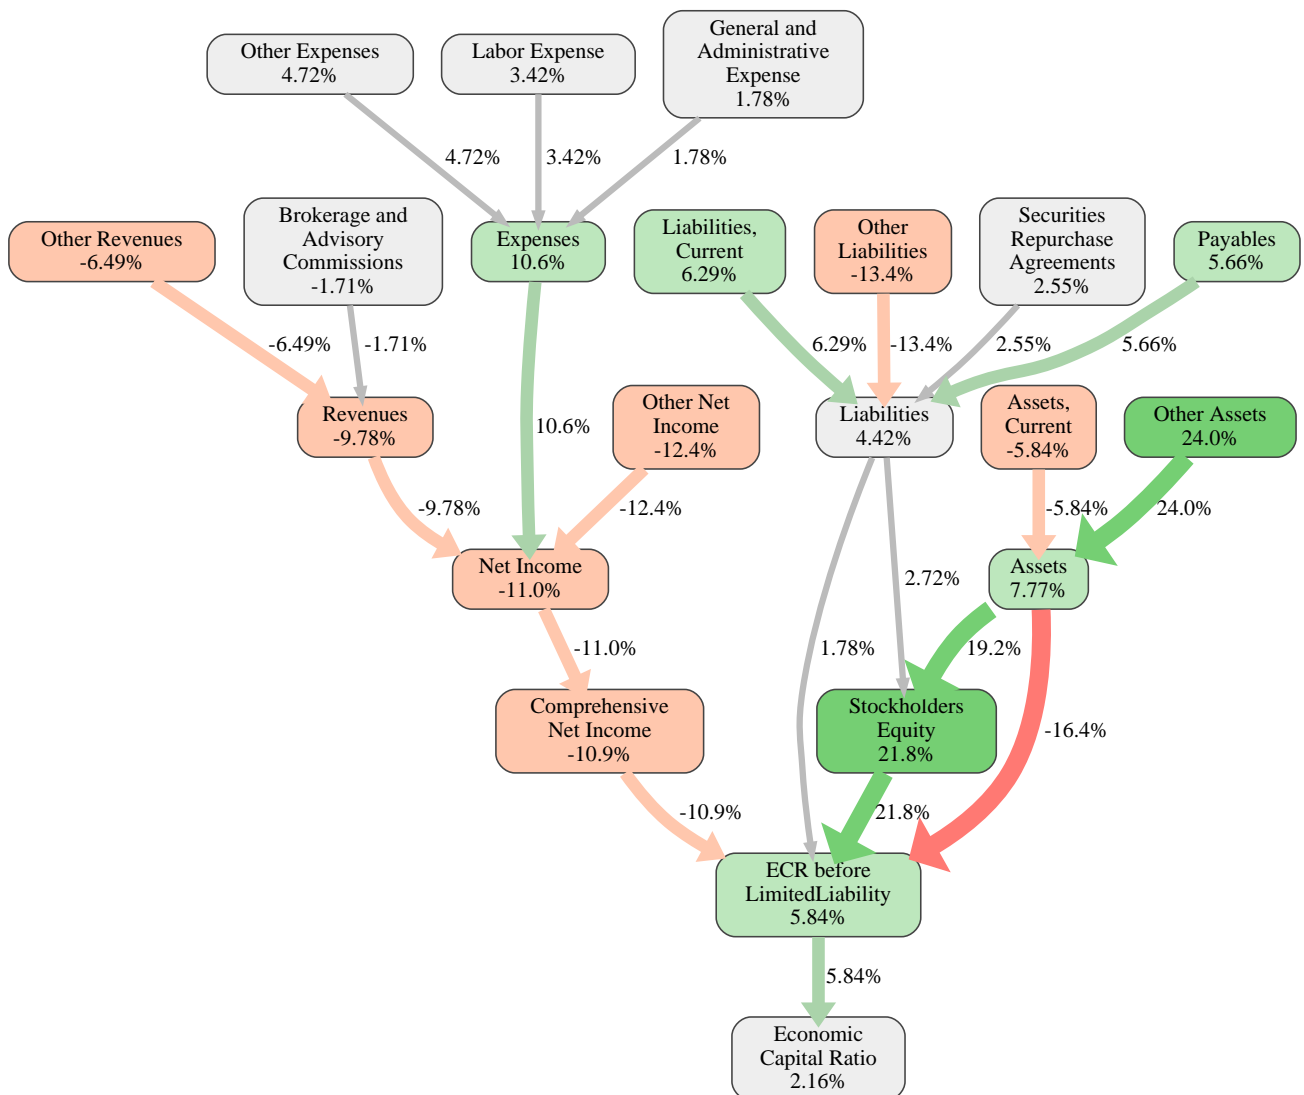 Other Expenses
4.72%
Labor Expense
3.42%
General and
Administrative
Expense
1.78%
4.72%
3.42%
1.78%
Other Revenues
-6.49%
Brokerage and
Advisory
Commissions
-1.71%
Expenses
10.6%
Liabilities,
Current
6.29%
Other
Liabilities
-13.4%
Securities
Repurchase
Agreements
2.55%
Payables
5.66%
-6.49%
-1.71%
6.29%
-13.4%
2.55%
5.66%
Revenues
-9.78%
10.6%
Other Net
Income
-12.4%
Liabilities
4.42%
Assets,
Current
-5.84%
Other Assets
24.0%
-9.78%
-12.4%
-5.84%
24.0%
Net Income
-11.0%
2.72%
Assets
7.77%
-11.0%
1.78%
19.2%
Comprehensive
Net Income
-10.9%
Stockholders
Equity
21.8%
-16.4%
-10.9%
21.8%
ECR before
LimitedLiability
5.84%
5.84%
Economic
Capital Ratio
2.16%